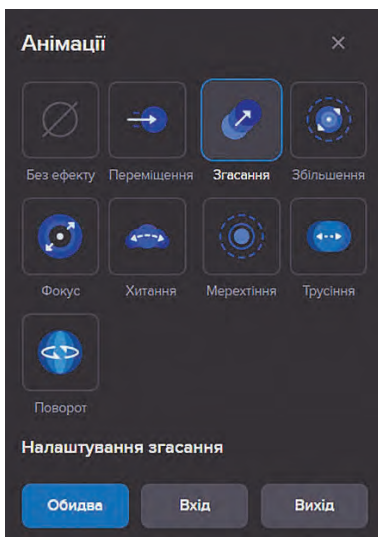 Анімації
Без ефекту Переміщення Згасання Збільшення
Фокус Хитання Мерехтіння Трусіння
Поворот
Налаштування згасання
Обидва Вхід Вихід